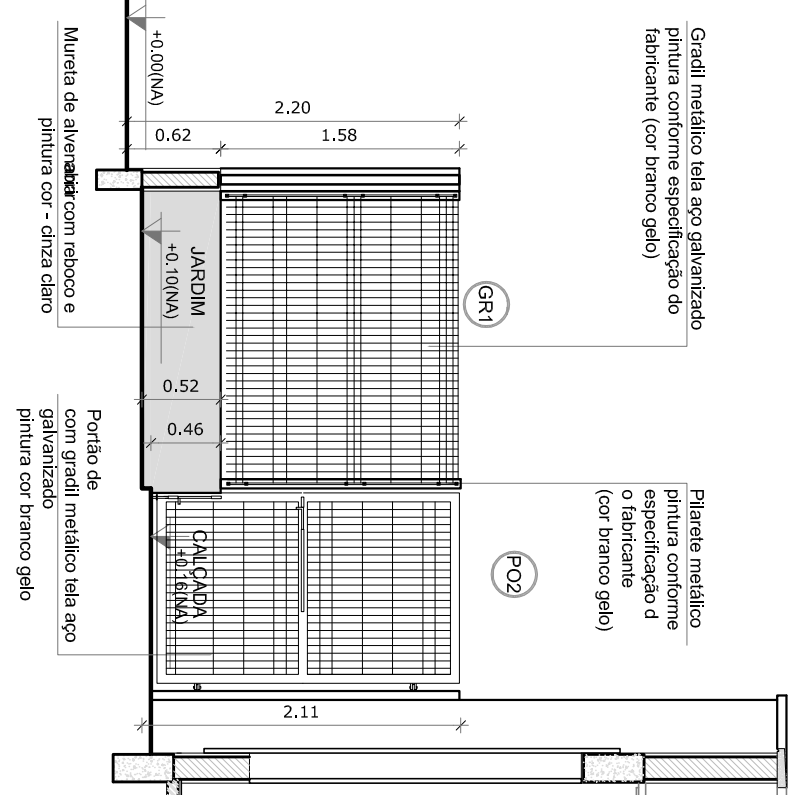 Gradil metálico tela aço galvanizado
pintura conforme especificação do
fabricante (cor branco gelo)
Pilarete metálico
pintura conforme
especificação d
o fabricante
(cor branco gelo)
GR1
PO2
2.20
0.62
1.58
+0.00(NA)
JARDIM
+0.10(NA)
0.52
0.46
CALÇADA
+0.16(NA)
2.11
Mureta de alvenaria com reboco e
pintura cor - cinza claro
Portão de
com gradil metálico tela aço
galvanizado
pintura cor branco gelo